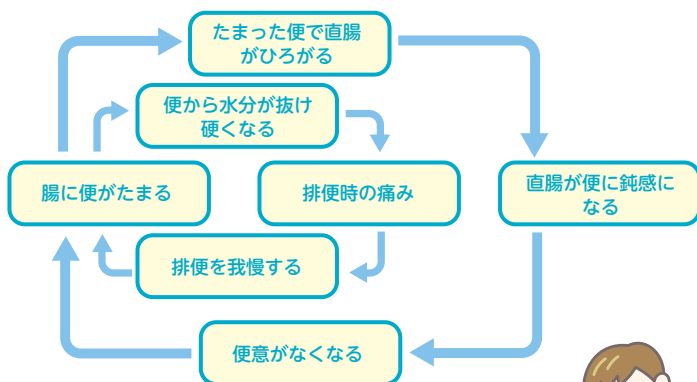 たまった便で直腸
がひろがる
便から水分が抜け
硬くなる
腸に便がたまる
排便時の痛み
直腸が便に鈍感に
なる
排便を我慢する
便意がなくなる